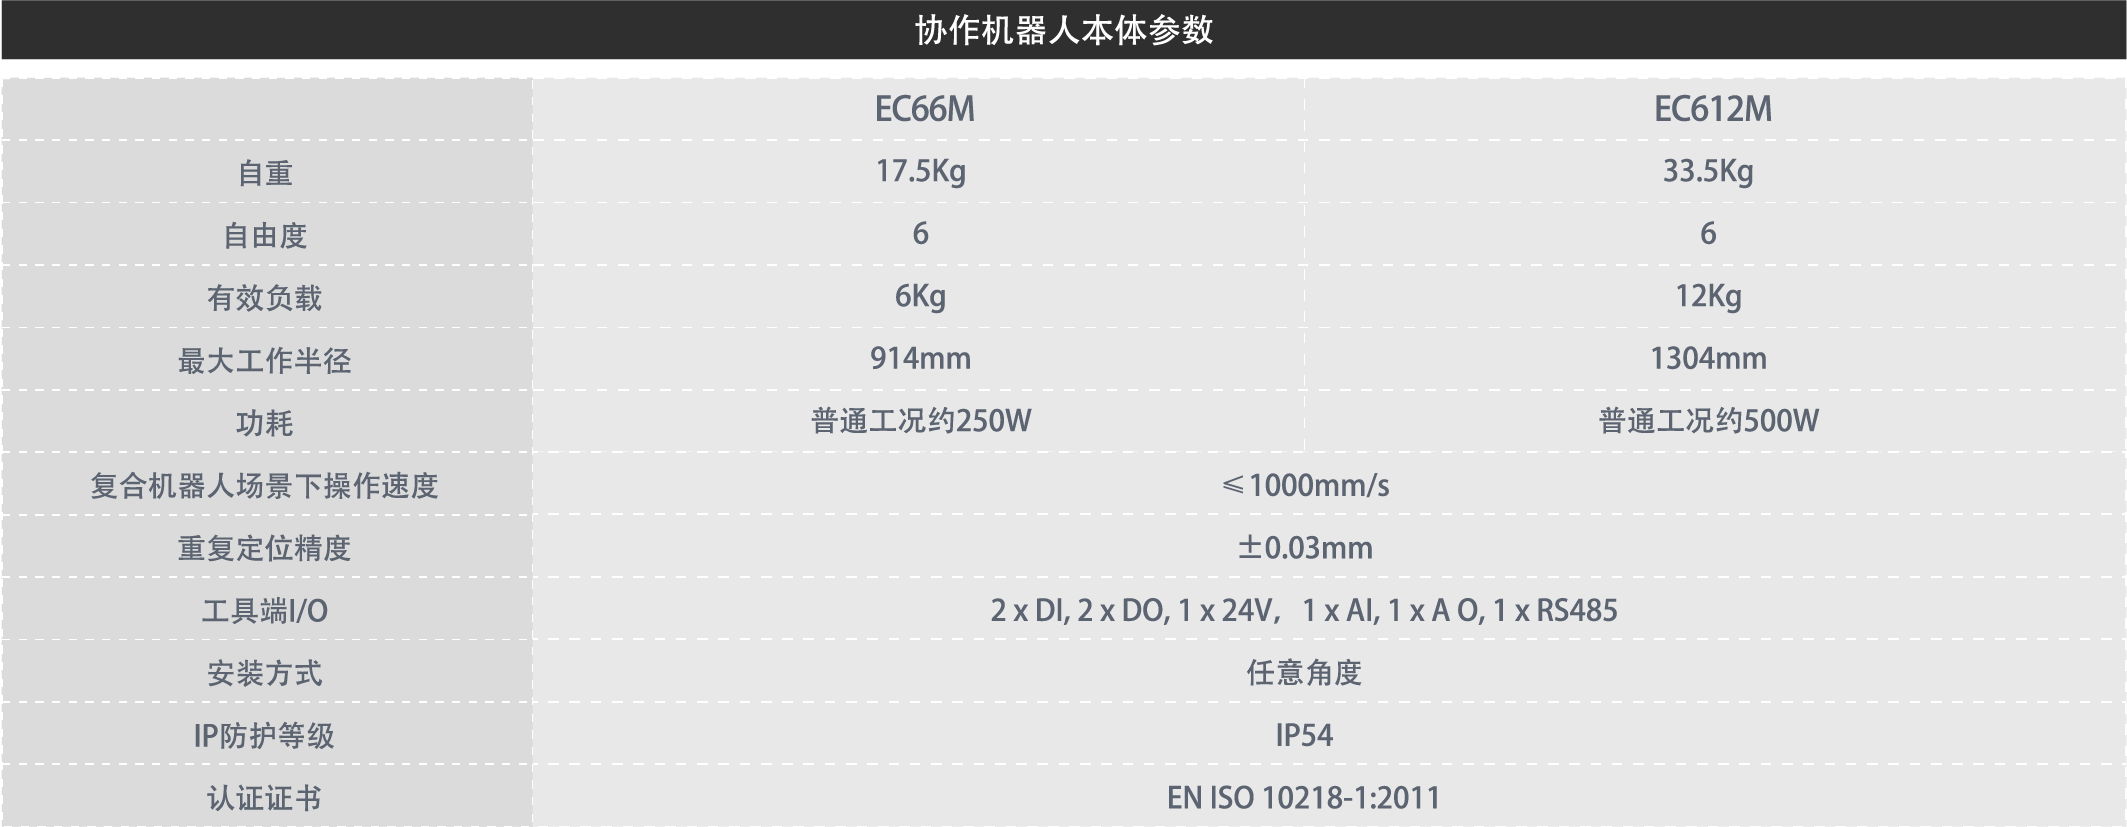 协作机器人本体参数
EC66M EC612M
自重 17.5Kg 33.5Kg
自由度 6 6
有效负载 6Kg 12Kg
最大工作半径 914mm 1304mm
功耗 普通工况约250W 普通工况约500W
复合机器人场景下操作速度 ≤1000mm/s
重复定位精度 ±0.03mm
工具端I/O 2 x DI, 2 x DO, 1 x 24V， 1 x AI, 1 x A O, 1 x RS485
安装方式 任意角度
IP防护等级 IP54
认证证书 EN ISO 10218-1:2011